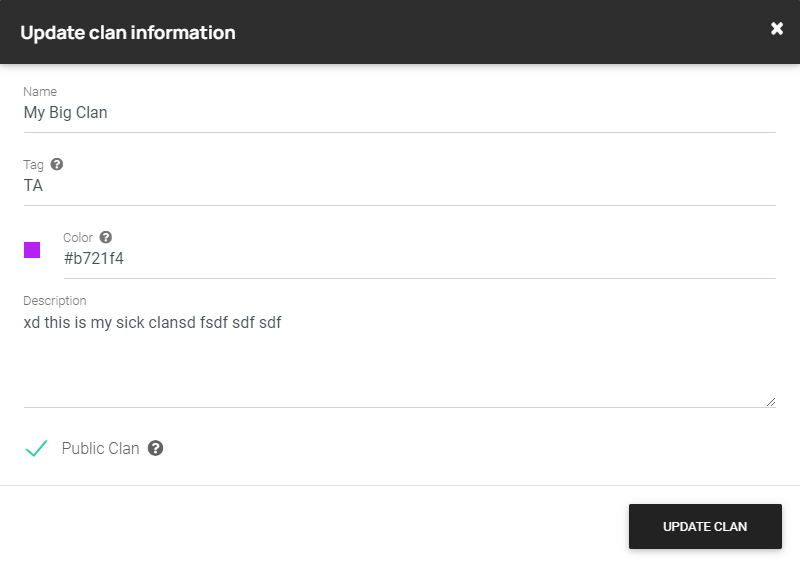 Update clan information
Name
My Big Clan
Tag
TA
Color
#b721f4
Description
xd this is my sick clansd fsdf sdf sdf
Public Clan
UPDATE CLAN